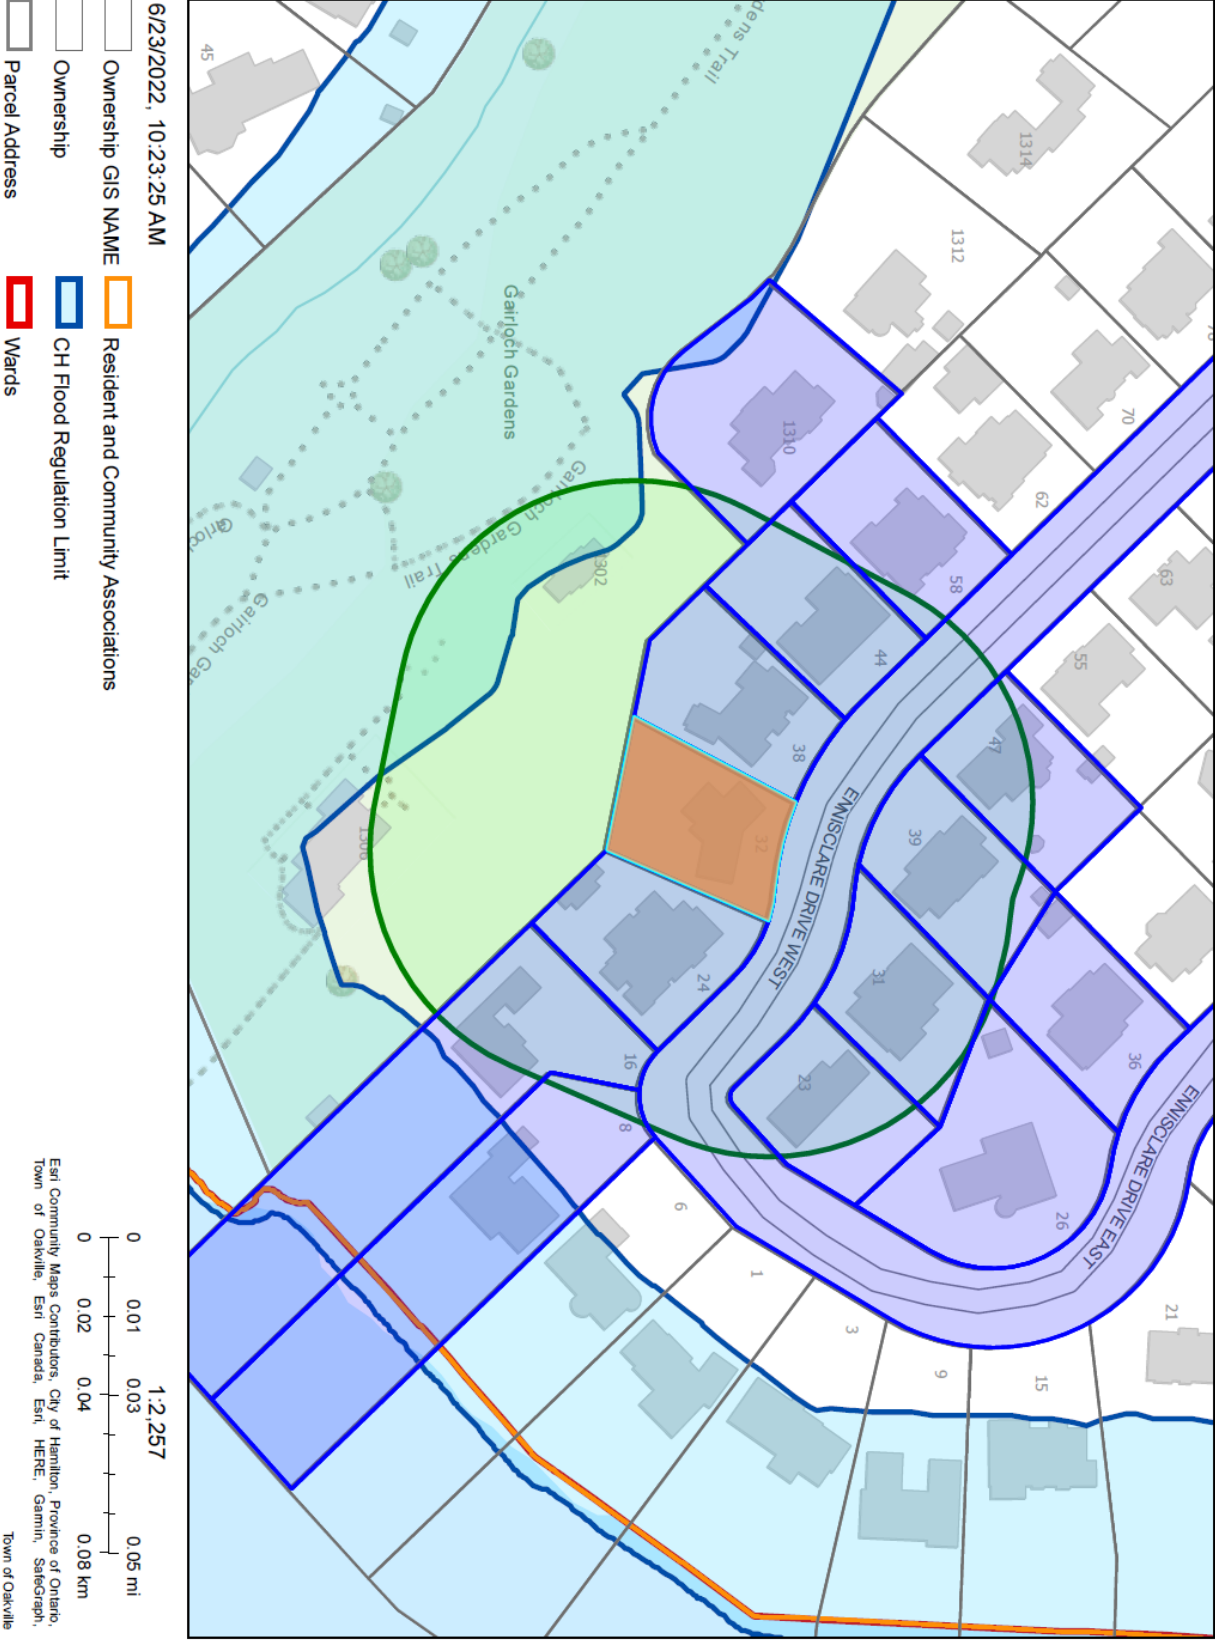 6/23/2022, 10:23:25 AM
1:2,257
Ownership GIS NAME
Ownership
Parcel Address
Resident and Community Associations
CH Flood Regulation Limit
Wards
0 0.01 0.03 0.05 mi
0 0.02 0.04 0.08 km
Esri Community Maps Contributors, City of Hamilton, Province of Ontario,
Town of Oakville, Esri Canada, Esri, HERE, Garmin, SafeGraph,
Town of Oakville
ENNISCLARE DRIVE WEST
ENNISCLARE DRIVE EAST
Gairloch Gardens
Gairloch Gardens Trail
dens Trail
Gairloch Ga
45
1314
1312
1310
1302
1306
70
62
58
63
55
47
44
39
38
32
31
24
23
16
8
6
1
3
9
15
21
26
36